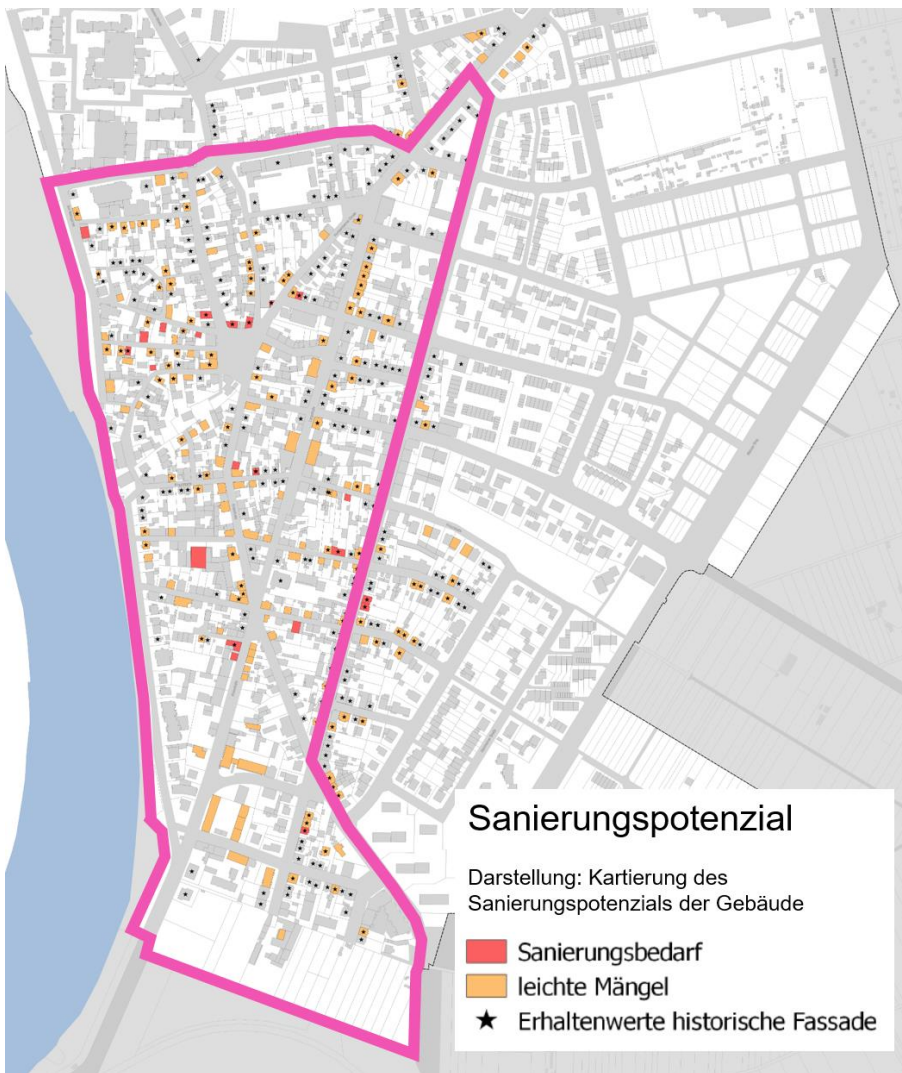 Sanierungspotenzial
Darstellung: Kartierung des
Sanierungspotenzials der Gebäude
Sanierungsbedarf
leichte Mängel
Erhaltenwerte historische Fassade